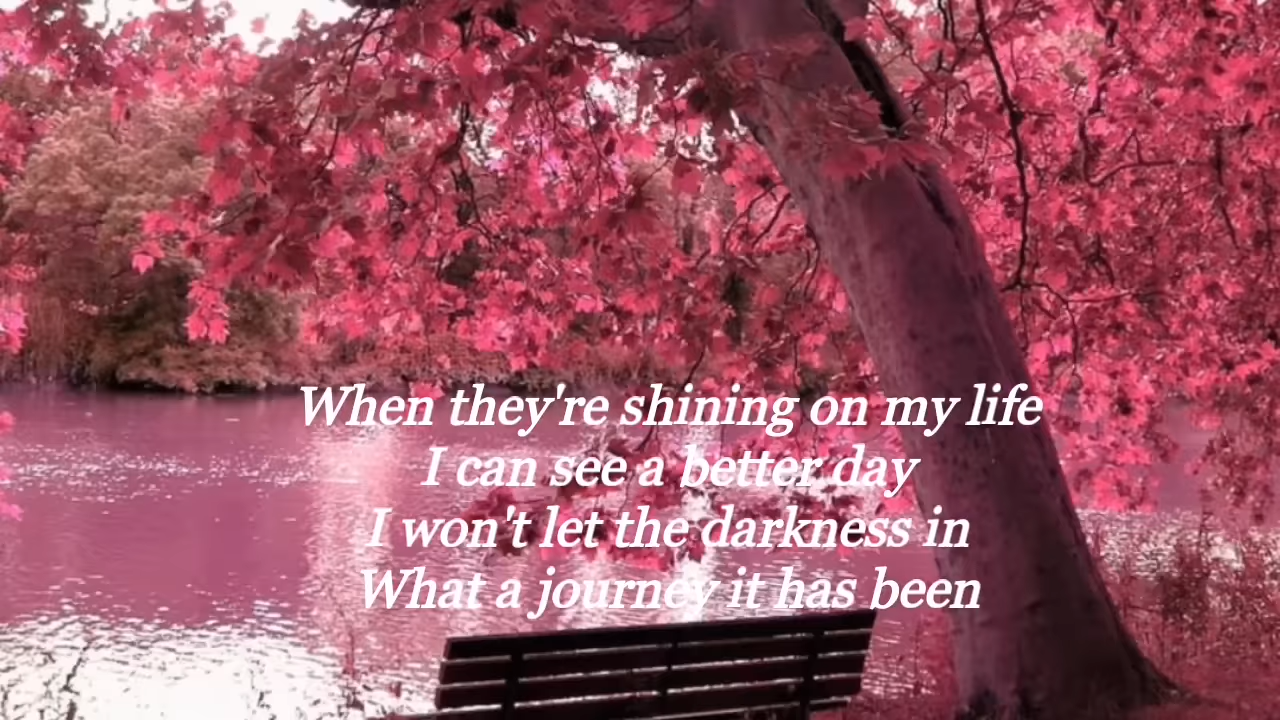 When they're shining on my life
I can see a better day
I won't let the darkness in
What a journey it has been